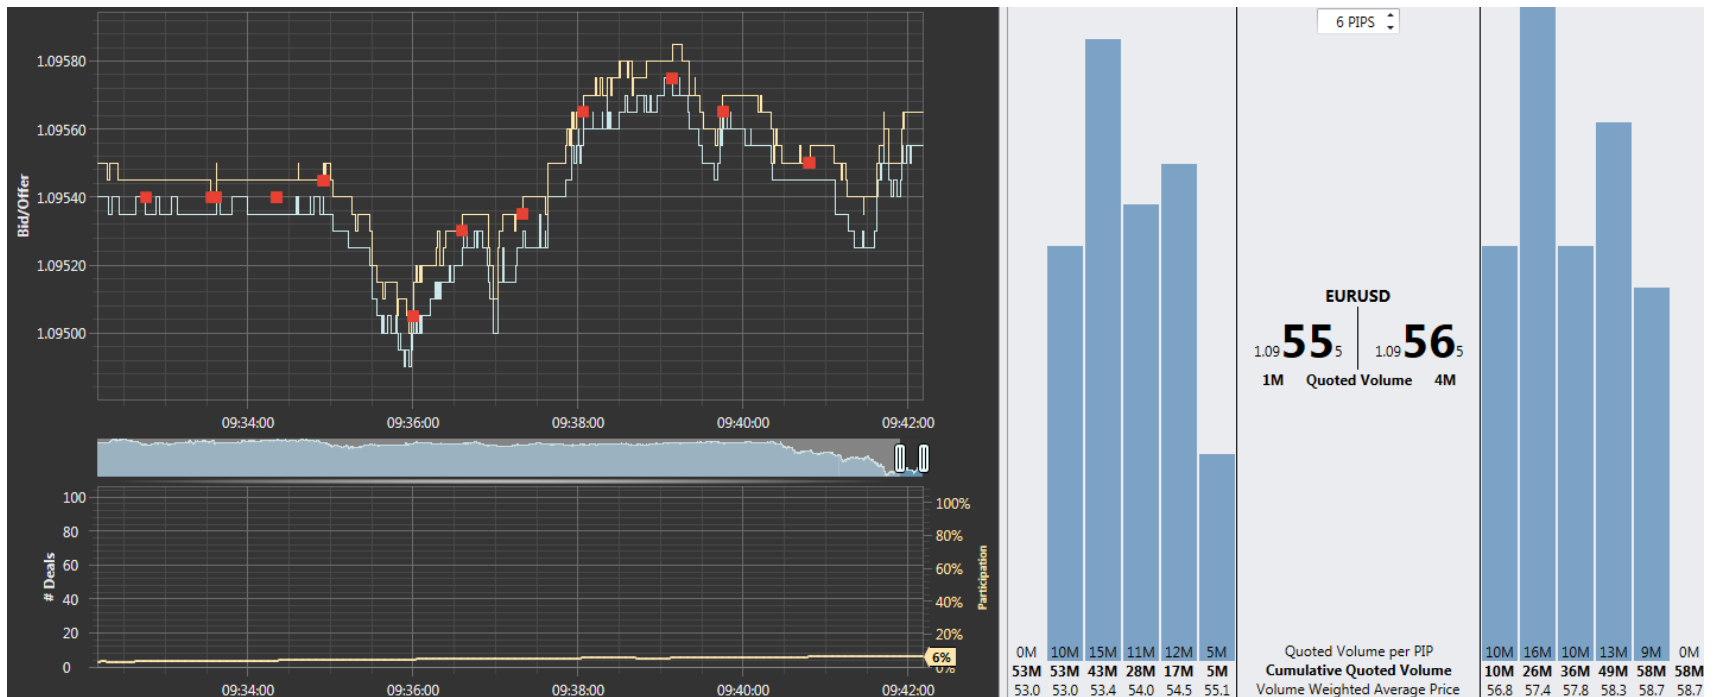 6 PIPS
1.09580
1.09560
1.09540
1.09520
1.09500
Bid/Offer
09:34:00 09:36:00 09:38:00 09:40:00 09:42:00
EURUSD
1.09 55 5 1.09 56 5
1M Quoted Volume 4M
100
80
60
40
20
0
# Deals
100%
80%
60%
40%
20%
6%
Participation
09:34:00 09:36:00 09:38:00 09:40:00 09:42:00
0M 10M 15M 11M 12M 5M Quoted Volume per PIP 10M 16M 10M 13M 9M 0M
53M 53M 43M 28M 17M 5M Cumulative Quoted Volume 10M 26M 36M 49M 58M 58M
53.0 53.0 53.4 54.0 54.5 55.1 Volume Weighted Average Price 56.8 57.4 57.8 58.3 58.7 58.7